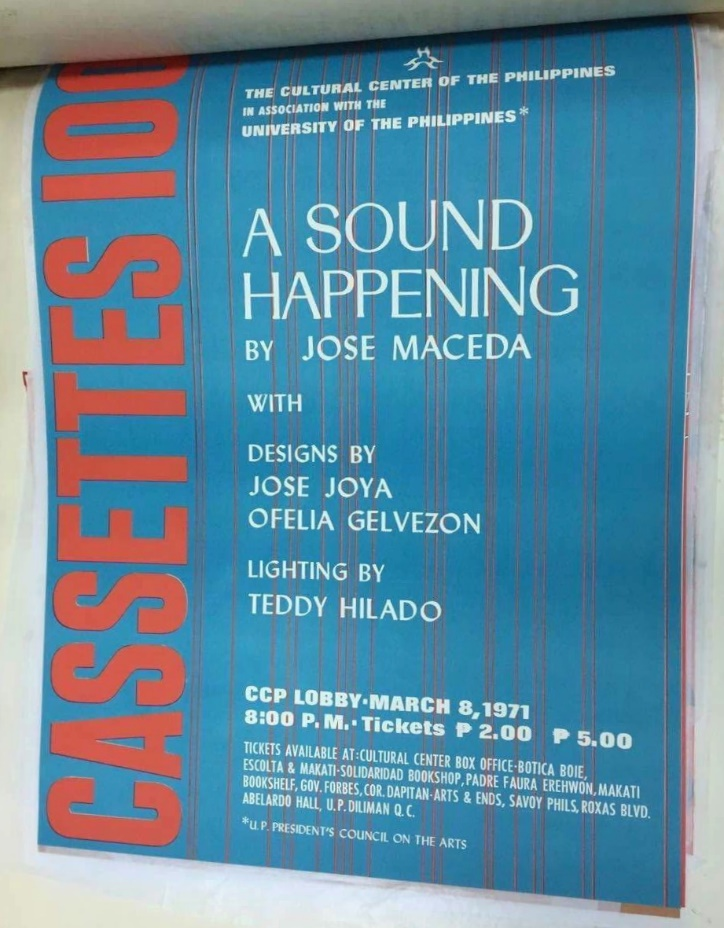 CASSETTES 100
THE CULTURAL CENTER OF THE PHILIPPINES
IN ASSOCIATION WITH THE
UNIVERSITY OF THE PHILIPPINES*
A SOUND
HAPPENING
BY JOSE MACEDA
WITH
DESIGNS BY
JOSE JOYA
OFELIA GELVEZON
LIGHTING BY
TEDDY HILADO
CCP LOBBY·MARCH 8,1971
8:00 P.M.· Tickets ₱ 2.00 ₱ 5.00
TICKETS AVAILABLE AT:CULTURAL CENTER BOX OFFICE·BOTICA BOIE,
ESCOLTA & MAKATI·SOLIDARIDAD BOOKSHOP,PADRE FAURA EREHWON,MAKATI
BOOKSHELF, GOV. FORBES, COR. DAPITAN·ARTS & ENDS, SAVOY PHILS, ROXAS BLVD.
ABELARDO HALL, U.P. DILIMAN Q.C.
*U.P. PRESIDENT'S COUNCIL ON THE ARTS